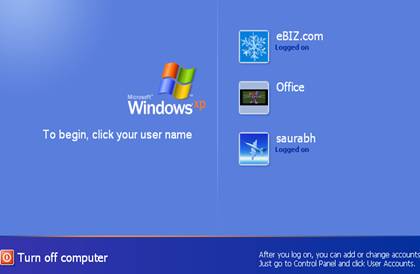 eBIZ.com
Logged on
Office
Microsoft
Windows xp
To begin, click your user name
saurabh
Logged on
Turn off computer
After you log on, you can add or change accounts
Just go to Control Panel and click User Accounts.